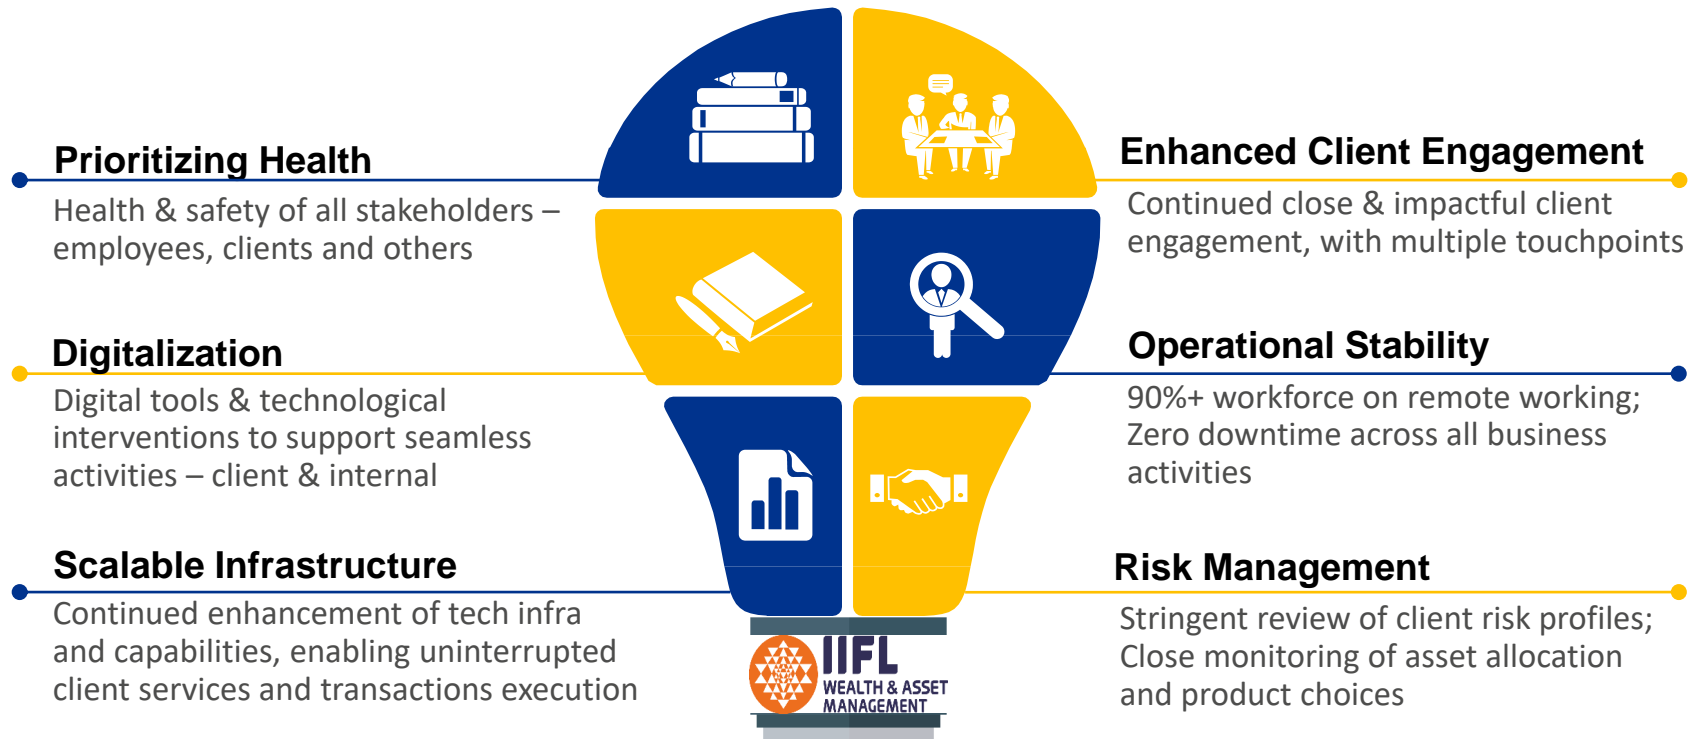 Prioritizing Health
Health & safety of all stakeholders –
employees, clients and others
Digitalization
Digital tools & technological
interventions to support seamless
activities – client & internal
Scalable Infrastructure
Continued enhancement of tech infra
and capabilities, enabling uninterrupted
client services and transactions execution
Enhanced Client Engagement
Continued close & impactful client
engagement, with multiple touchpoints
Operational Stability
90%+ workforce on remote working;
Zero downtime across all business
activities
Risk Management
Stringent review of client risk profiles;
Close monitoring of asset allocation
and product choices
IIFL
WEALTH & ASSET
MANAGEMENT